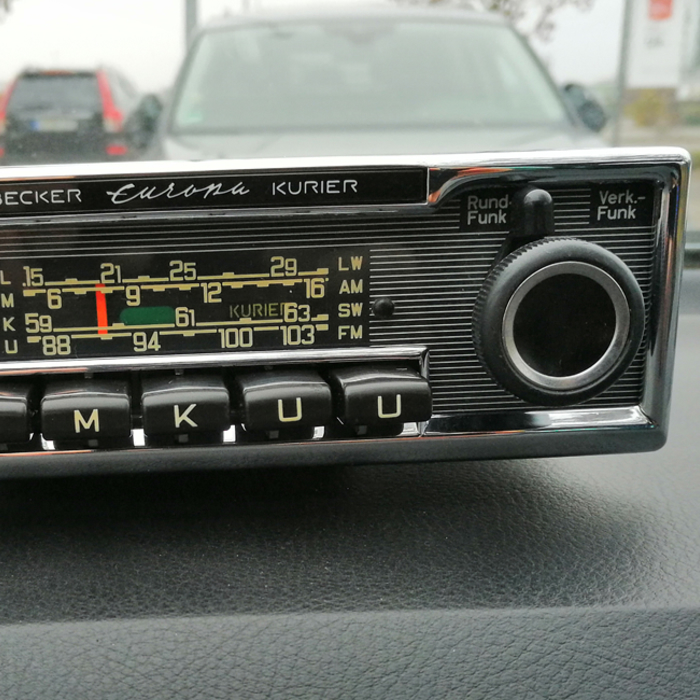 BECKER Europa KURIER
Rund- Funk
Verk.- Funk
L .15 21 25 29 LW
M 6 9 12 16 AM
KURIER
K 59 61 63 SW
U 88 94 100 103 FM
M K U U